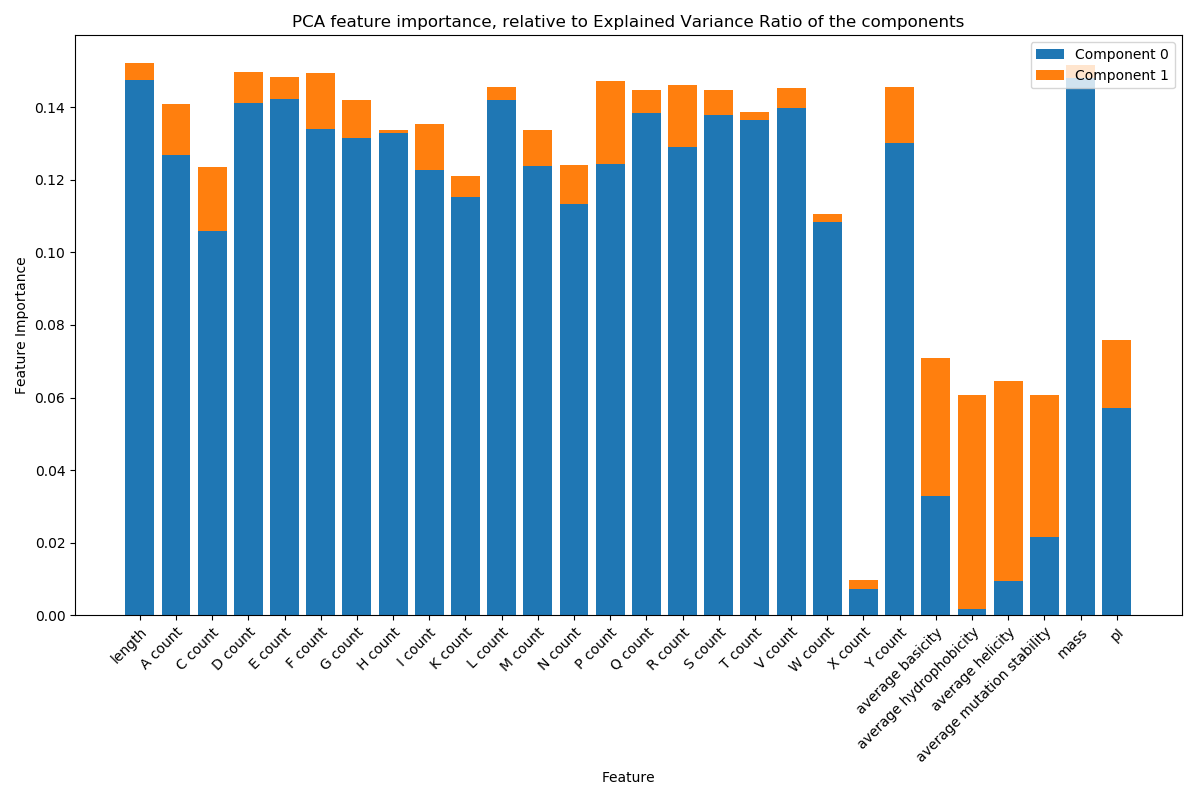 PCA feature importance, relative to Explained Variance Ratio of the components
Component 0
Component 1
Feature Importance
0.14
0.12
0.10
0.08
0.06
0.04
0.02
0.00
length
A count
C count
D count
E count
F count
G count
H count
I count
K count
L count
M count
N count
P count
Q count
R count
S count
T count
V count
W count
X count
Y count
average basicity
average hydrophobicity
average helicity
average mutation stability
mass
pI
Feature